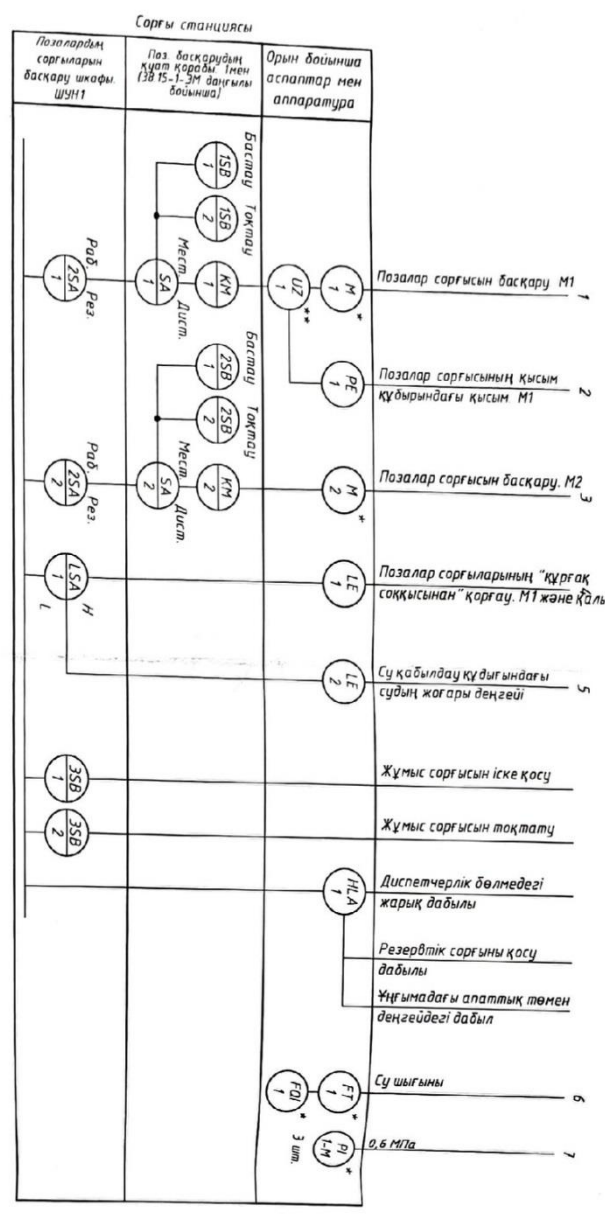 Сорғы станциясы
Позалардың
сорғыларын
басқару шкафы.
ШУН1
Поз. басқарудың
қуат қорабы. 1мен
(ЗВ 15-1-ЭМ даңғылы
бойынша)
Орын бойынша
аспаптар мен
аппаратура
Бастау
Тоқтау
1SB
1
1SB
2
Раб.
Рез.
2SA
1
Мест.
Дист.
SA
1
KM
1
UZ
1
**
M
1
*
Позалар сорғысын басқару М1
1
PE
1
Позалар сорғысының қысым
құбырындағы қысым. М1
2
Бастау
Тоқтау
2SB
1
2SB
2
Раб.
Рез.
2SA
2
Мест.
Дист.
SA
2
KM
2
M
2
*
Позалар сорғысын басқару. М2
3
LSA
1
H
L
LE
1
Позалар сорғыларының "құрғақ
соққысынан" қорғау. М1 және қалы
4
LE
2
Су қабылдау құдығындағы
судың жоғары деңгейі
5
3SB
1
Жұмыс сорғысын іске қосу
3SB
2
Жұмыс сорғысын тоқтату
HLA
1
Диспетчерлік бөлмедегі
жарық дабылы
Резервтік сорғыны қосу
дабылы
Ұңғымадағы апаттық төмен
деңгейдегі дабыл
FQI
1
*
FT
1
*
Су шығыны
6
PI
1-М
*
3 шт.
0,6 МПа
7